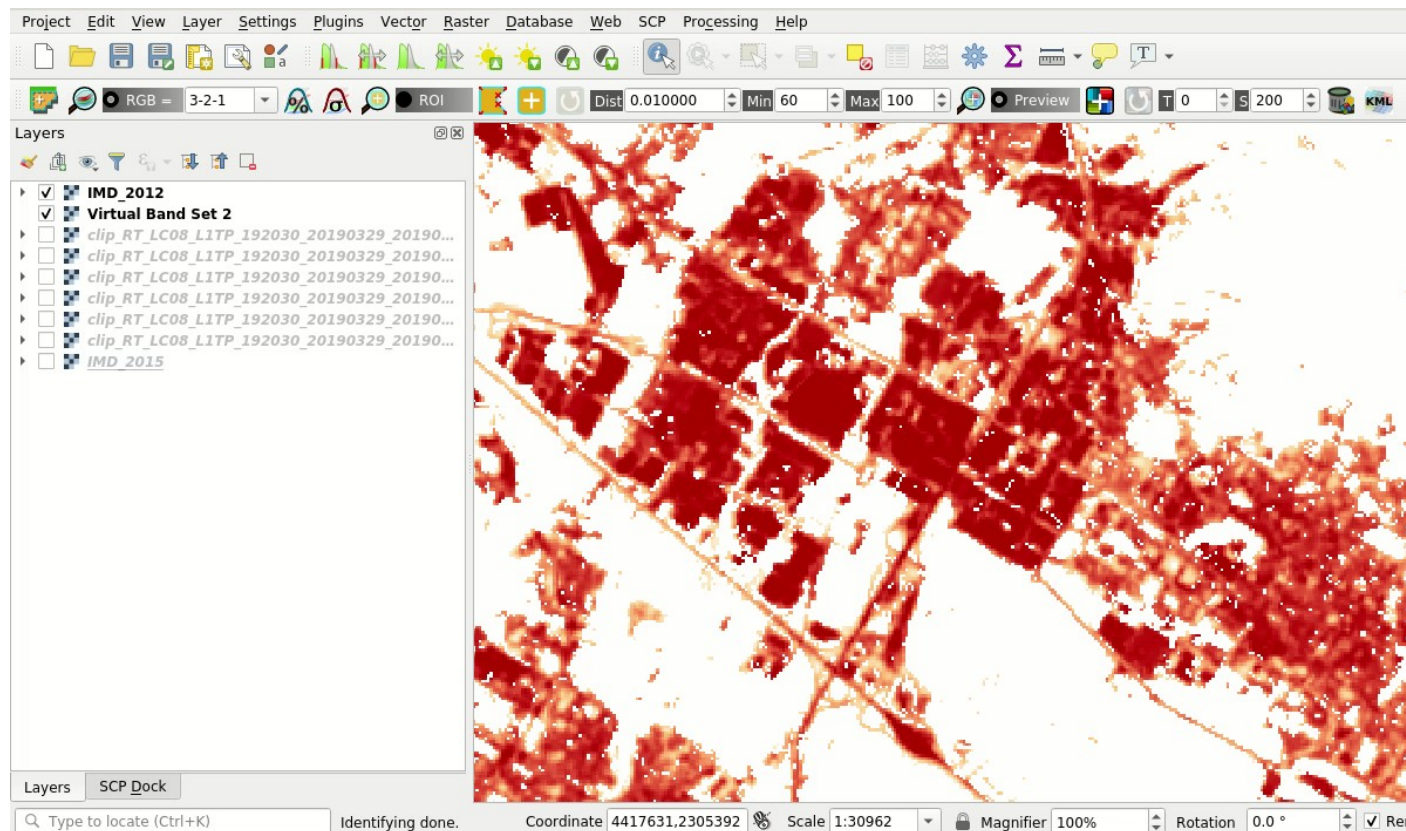 Project Edit View Layer Settings Plugins Vector Raster Database Web SCP Processing Help
a Σ T
RGB = 3-2-1 % σ ROI Dist 0.010000 Min 60 Max 100 Preview T 0 S 200 KML
Layers
IMD_2012
Virtual Band Set 2
clip_RT_LC08_L1TP_192030_20190329_20190...
clip_RT_LC08_L1TP_192030_20190329_20190...
clip_RT_LC08_L1TP_192030_20190329_20190...
clip_RT_LC08_L1TP_192030_20190329_20190...
clip_RT_LC08_L1TP_192030_20190329_20190...
clip_RT_LC08_L1TP_192030_20190329_20190...
IMD_2015
Layers SCP Dock
Type to locate (Ctrl+K) Identifying done. Coordinate 4417631,2305392 Scale 1:30962 Magnifier 100% Rotation 0.0 °